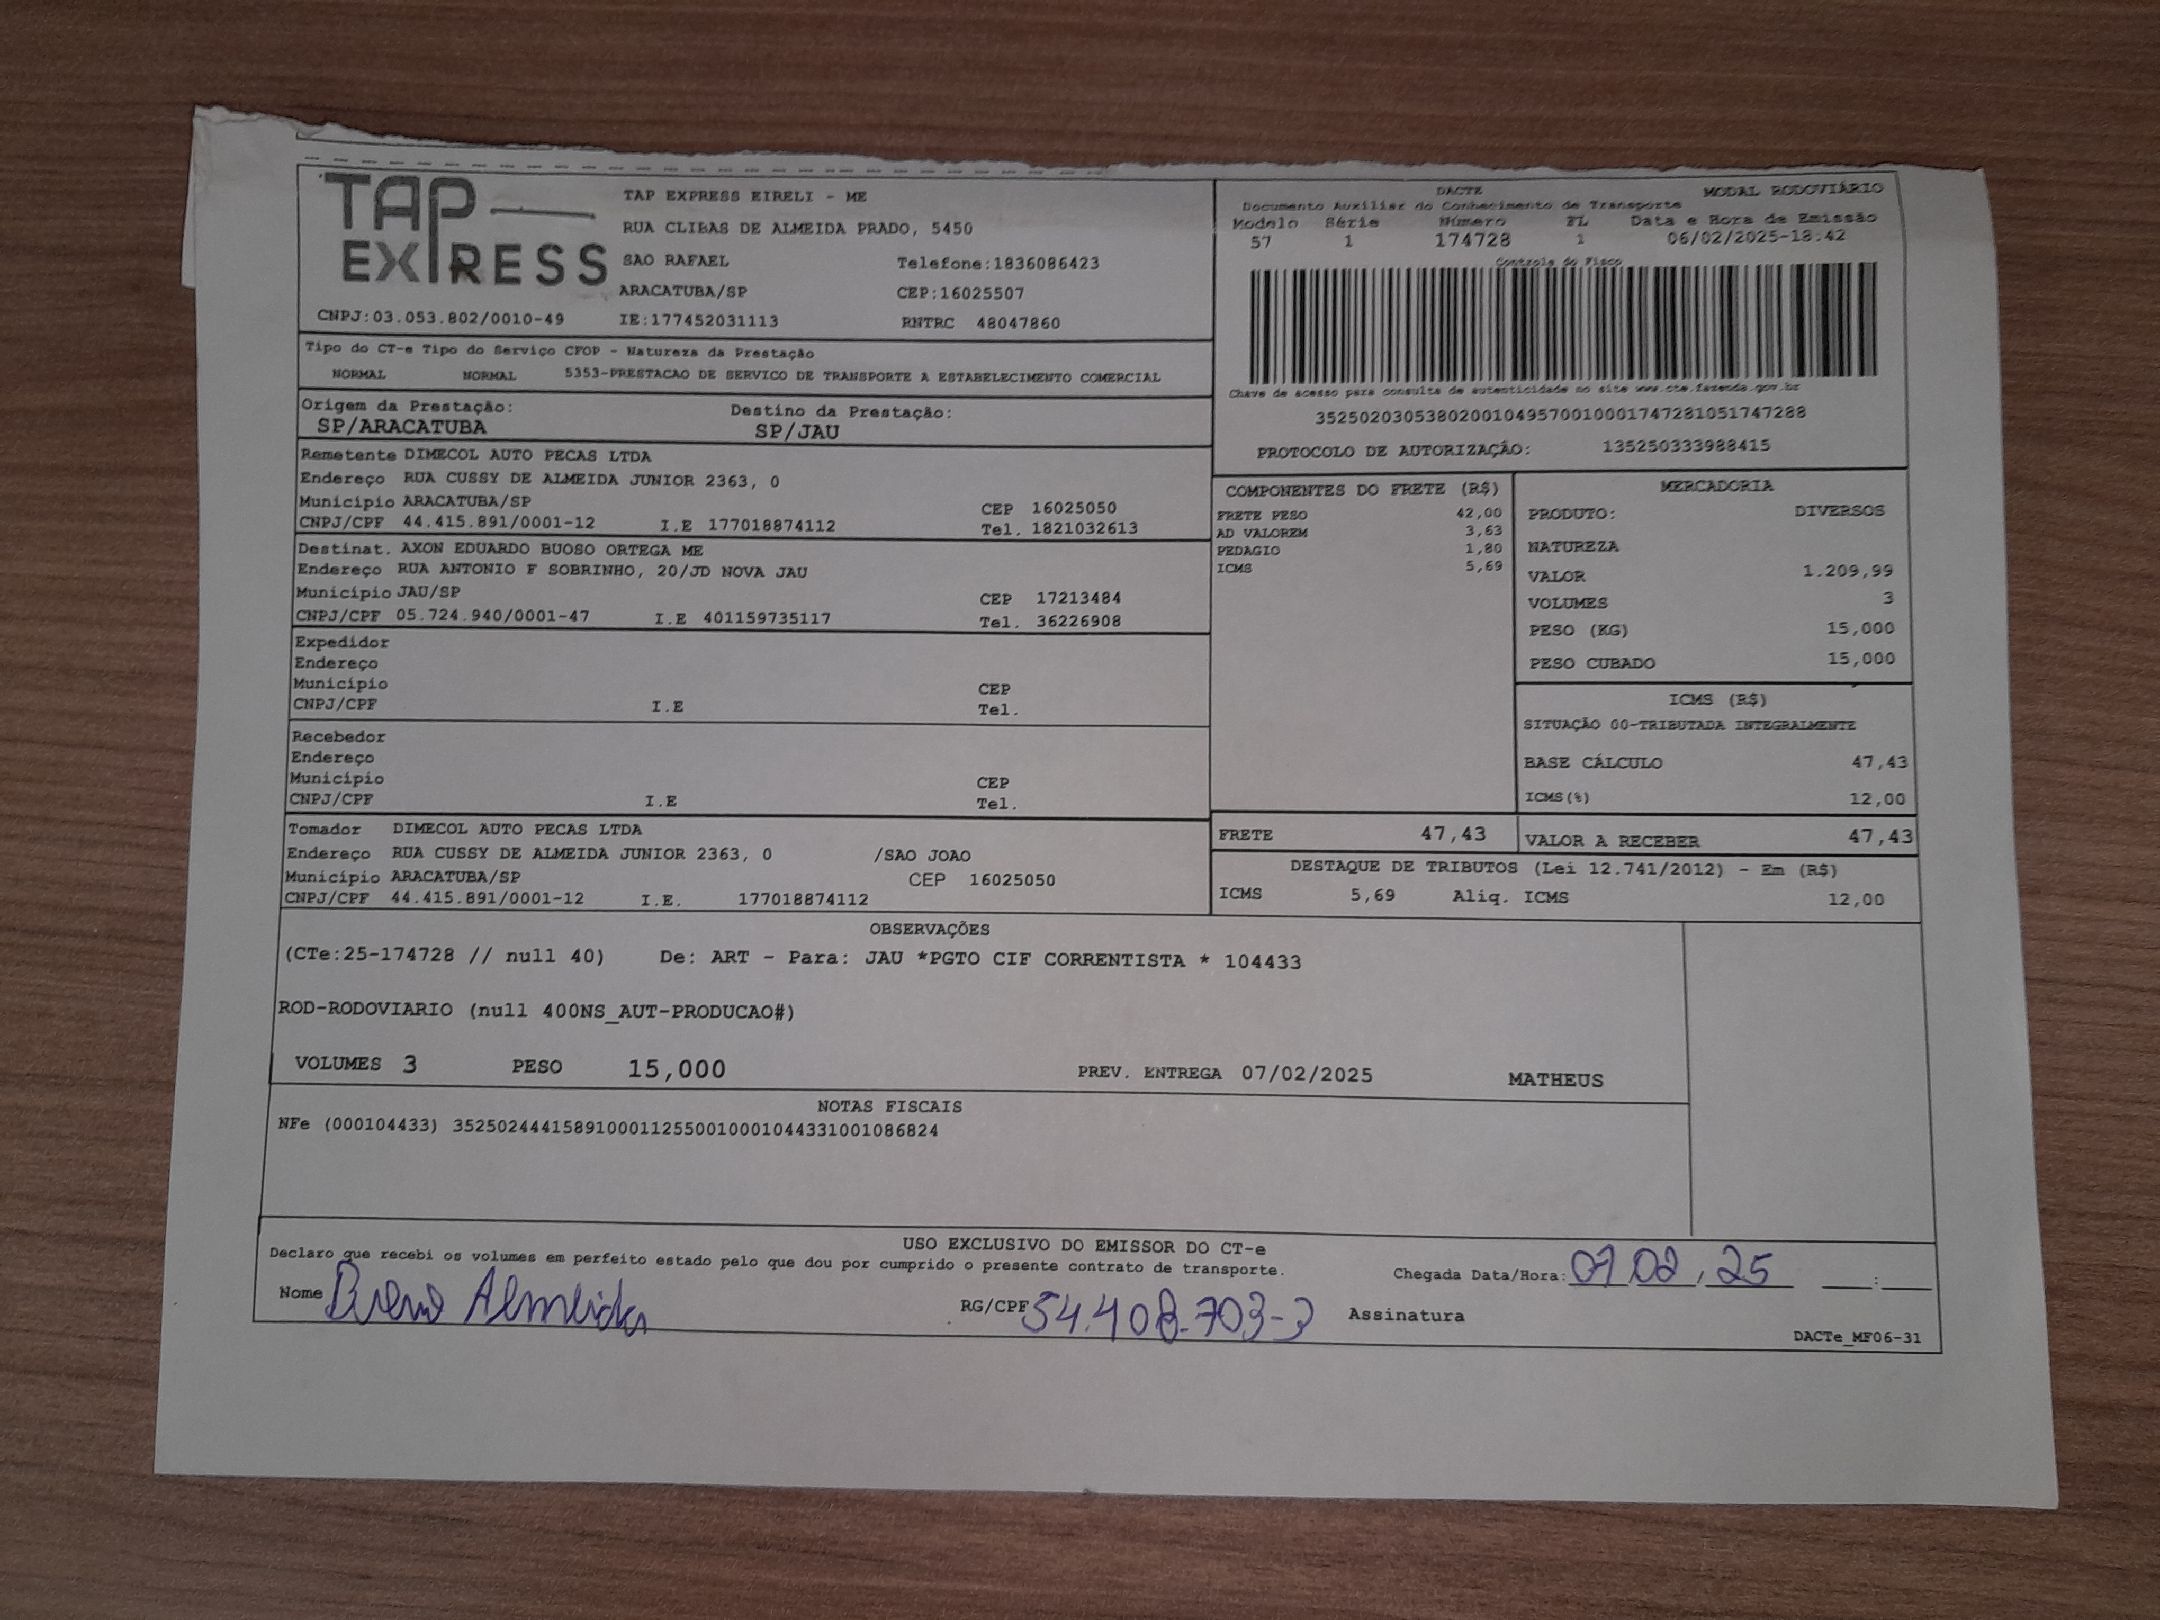 TAP EXPRESS
TAP EXPRESS EIRELI - ME
RUA CLIBAS DE ALMEIDA PRADO, 5450
SAO RAFAEL Telefone:1836086423
ARACATUBA/SP CEP:16025507
CNPJ:03.053.802/0010-49 IE:177452031113 RNTRC 48047860
DACTE MODAL RODOVIÁRIO
Documento Auxiliar do Conhecimento de Transporte
Modelo Série Número FL Data e Hora de Emissão
57 1 174728 1 06/02/2025-18:42
Controle do Fisco
Chave de acesso para consulta de autenticidade no site www.cte.fazenda.gov.br
35250203053802001049570010001747281051747288
PROTOCOLO DE AUTORIZAÇÃO: 135250333988415
Tipo do CT-e Tipo do Serviço CFOP - Natureza da Prestação
NORMAL NORMAL 5353-PRESTACAO DE SERVICO DE TRANSPORTE A ESTABELECIMENTO COMERCIAL
Origem da Prestação: Destino da Prestação:
SP/ARACATUBA SP/JAU
Remetente DIMECOL AUTO PECAS LTDA
Endereço RUA CUSSY DE ALMEIDA JUNIOR 2363, 0
Município ARACATUBA/SP CEP 16025050
CNPJ/CPF 44.415.891/0001-12 I.E 177018874112 Tel. 1821032613
Destinat. AXON EDUARDO BUOSO ORTEGA ME
Endereço RUA ANTONIO F SOBRINHO, 20/JD NOVA JAU
Município JAU/SP CEP 17213484
CNPJ/CPF 05.724.940/0001-47 I.E 401159735117 Tel. 36226908
Expedidor
Endereço
Município CEP
CNPJ/CPF I.E Tel.
Recebedor
Endereço
Município CEP
CNPJ/CPF I.E Tel.
Tomador DIMECOL AUTO PECAS LTDA
Endereço RUA CUSSY DE ALMEIDA JUNIOR 2363, 0 /SAO JOAO
Município ARACATUBA/SP CEP 16025050
CNPJ/CPF 44.415.891/0001-12 I.E. 177018874112
COMPONENTES DO FRETE (R$)
FRETE PESO 42,00
AD VALOREM 3,63
PEDAGIO 1,80
ICMS 5,69
MERCADORIA
PRODUTO: DIVERSOS
NATUREZA
VALOR 1.209,99
VOLUMES 3
PESO (KG) 15,000
PESO CUBADO 15,000
ICMS (R$)
SITUAÇÃO 00-TRIBUTADA INTEGRALMENTE
BASE CÁLCULO 47,43
ICMS(%) 12,00
FRETE 47,43 VALOR A RECEBER 47,43
DESTAQUE DE TRIBUTOS (Lei 12.741/2012) - Em (R$)
ICMS 5,69 Aliq. ICMS 12,00
OBSERVAÇÕES
(CTe:25-174728 // null 40) De: ART - Para: JAU *PGTO CIF CORRENTISTA * 104433
ROD-RODOVIARIO (null 400NS_AUT-PRODUCAO#)
VOLUMES 3 PESO 15,000 PREV. ENTREGA 07/02/2025 MATHEUS
NOTAS FISCAIS
NFe (000104433) 35250244415891000112550010001044331001086824
USO EXCLUSIVO DO EMISSOR DO CT-e
Declaro que recebi os volumes em perfeito estado pelo que dou por cumprido o presente contrato de transporte.
Chegada Data/Hora: 07 02, 25 :
Nome Almeida RG/CPF 54.408.703-3 Assinatura
DACTe_MF06-31